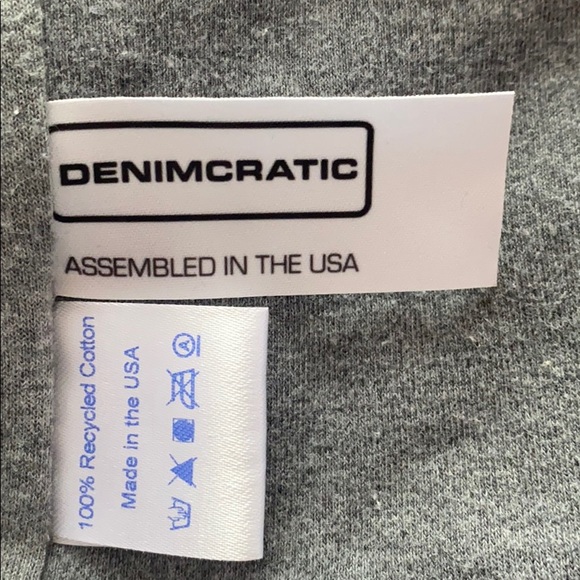 DENIMCRATIC
ASSEMBLED IN THE USA
100% Recycled Cotton
Made in the USA
A